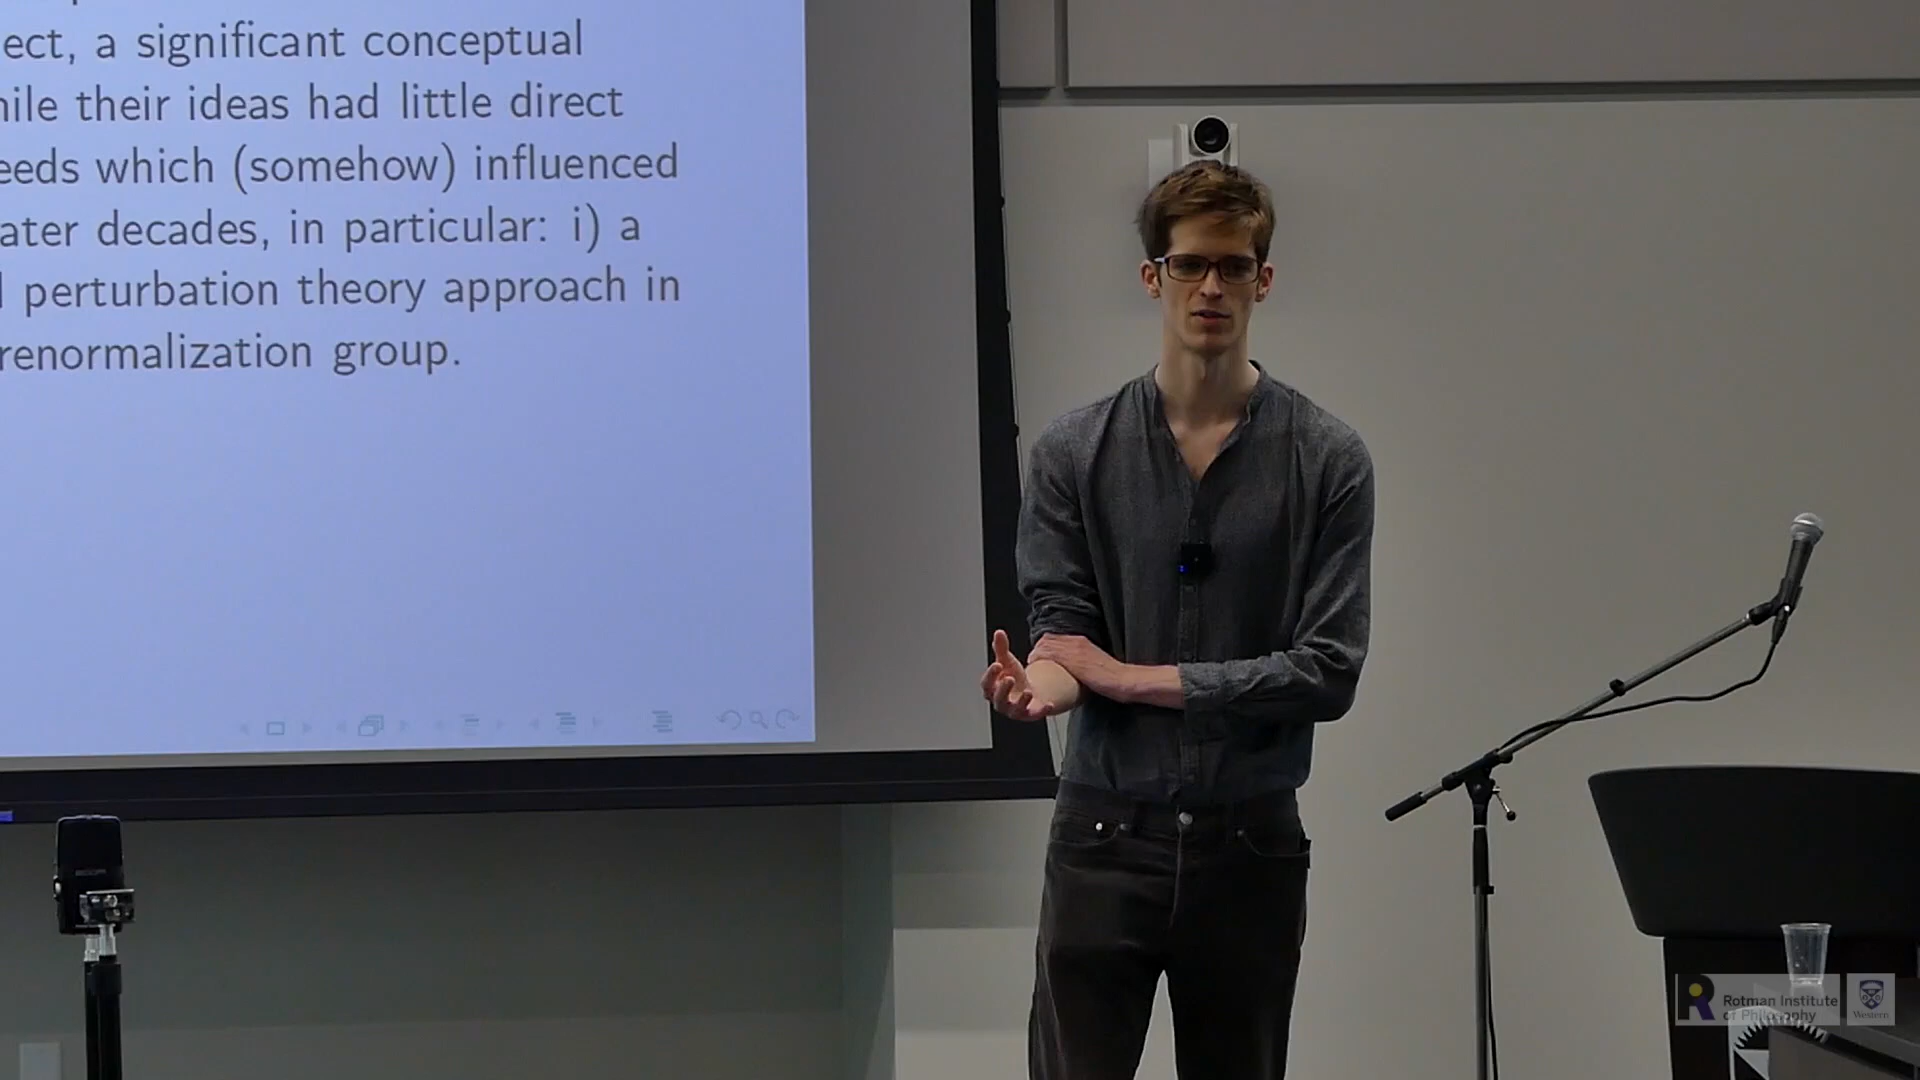 ect, a significant conceptual
hile their ideas had little direct
eeds which (somehow) influenced
ater decades, in particular: i) a
perturbation theory approach in
renormalization group.
Rotman Institute
of Philosophy
Western